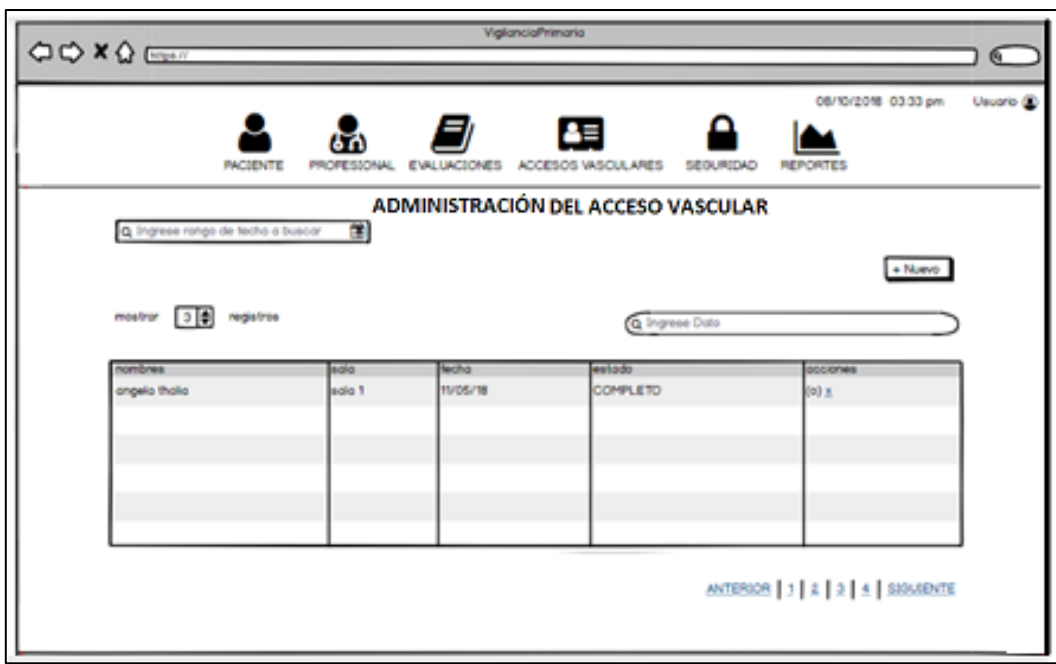 VigilanciaPrimaria
https://
08/10/2018 03:33 pm Usuario
PACIENTE PROFESIONAL EVALUACIONES ACCESOS VASCULARES SEGURIDAD REPORTES
ADMINISTRACIÓN DEL ACCESO VASCULAR
Ingrese rango de fecha a buscar
+ Nuevo
mostrar 3 registros
Ingrese Dato
nombres sala fecha estado acciones
angela thalia sala 1 11/05/18 COMPLETO (o) x
ANTERIOR | 1 | 2 | 3 | 4 | SIGUIENTE